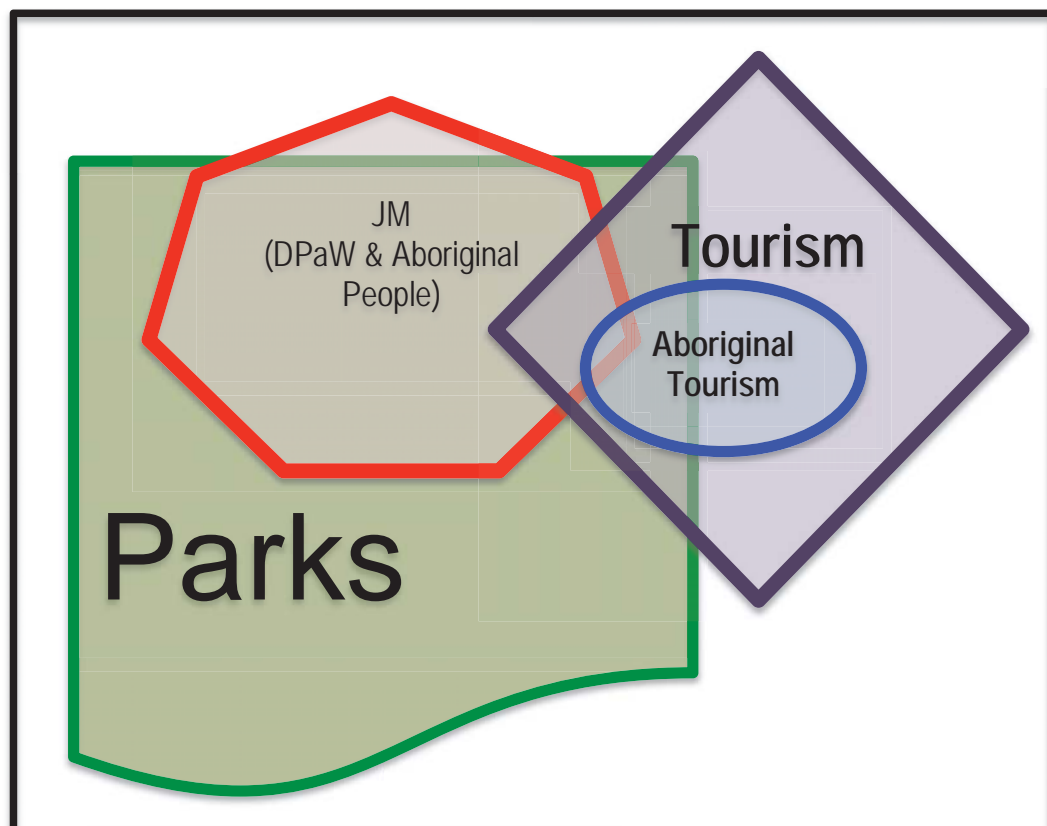 JM
(DPaW & Aboriginal
People)
Tourism
Aboriginal
Tourism
Parks